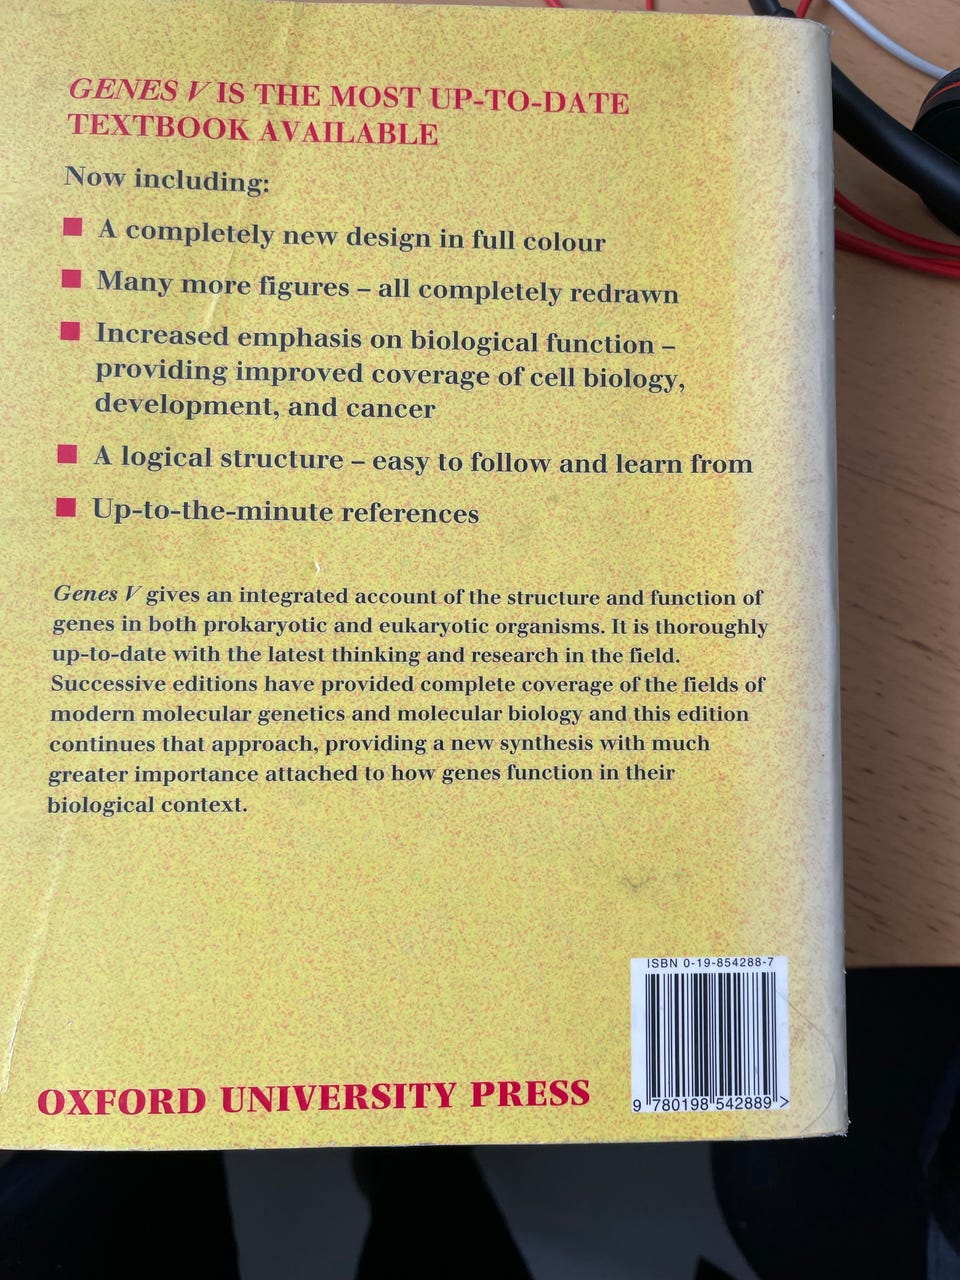 GENES V IS THE MOST UP-TO-DATE
TEXTBOOK AVAILABLE
Now including:
A completely new design in full colour
Many more figures – all completely redrawn
Increased emphasis on biological function –
providing improved coverage of cell biology,
development, and cancer
A logical structure – easy to follow and learn from
Up-to-the-minute references
Genes V gives an integrated account of the structure and function of
genes in both prokaryotic and eukaryotic organisms. It is thoroughly
up-to-date with the latest thinking and research in the field.
Successive editions have provided complete coverage of the fields of
modern molecular genetics and molecular biology and this edition
continues that approach, providing a new synthesis with much
greater importance attached to how genes function in their
biological context.
ISBN 0-19-854288-7
9 780198 542889 >
OXFORD UNIVERSITY PRESS